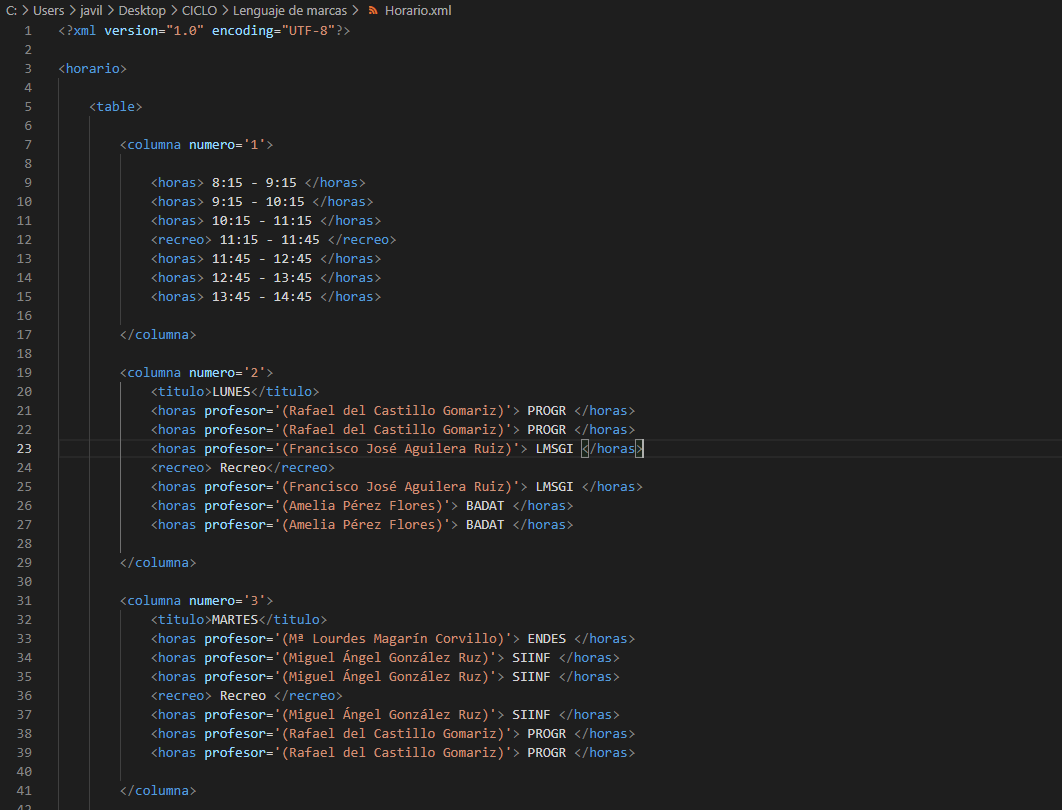 C: > Users > javil > Desktop > CICLO > Lenguaje de marcas > Horario.xml
1 <?xml version="1.0" encoding="UTF-8"?>
2
3 <horario>
4
5 <table>
6
7 <columna numero='1'>
8
9 <horas> 8:15 - 9:15 </horas>
10 <horas> 9:15 - 10:15 </horas>
11 <horas> 10:15 - 11:15 </horas>
12 <recreo> 11:15 - 11:45 </recreo>
13 <horas> 11:45 - 12:45 </horas>
14 <horas> 12:45 - 13:45 </horas>
15 <horas> 13:45 - 14:45 </horas>
16
17 </columna>
18
19 <columna numero='2'>
20 <titulo>LUNES</titulo>
21 <horas profesor='(Rafael del Castillo Gomariz)'> PROGR </horas>
22 <horas profesor='(Rafael del Castillo Gomariz)'> PROGR </horas>
23 <horas profesor='(Francisco José Aguilera Ruiz)'> LMSGI </horas>
24 <recreo> Recreo</recreo>
25 <horas profesor='(Francisco José Aguilera Ruiz)'> LMSGI </horas>
26 <horas profesor='(Amelia Pérez Flores)'> BADAT </horas>
27 <horas profesor='(Amelia Pérez Flores)'> BADAT </horas>
28
29 </columna>
30
31 <columna numero='3'>
32 <titulo>MARTES</titulo>
33 <horas profesor='(Mª Lourdes Magarín Corvillo)'> ENDES </horas>
34 <horas profesor='(Miguel Ángel González Ruz)'> SIINF </horas>
35 <horas profesor='(Miguel Ángel González Ruz)'> SIINF </horas>
36 <recreo> Recreo </recreo>
37 <horas profesor='(Miguel Ángel González Ruz)'> SIINF </horas>
38 <horas profesor='(Rafael del Castillo Gomariz)'> PROGR </horas>
39 <horas profesor='(Rafael del Castillo Gomariz)'> PROGR </horas>
40
41 </columna>
42